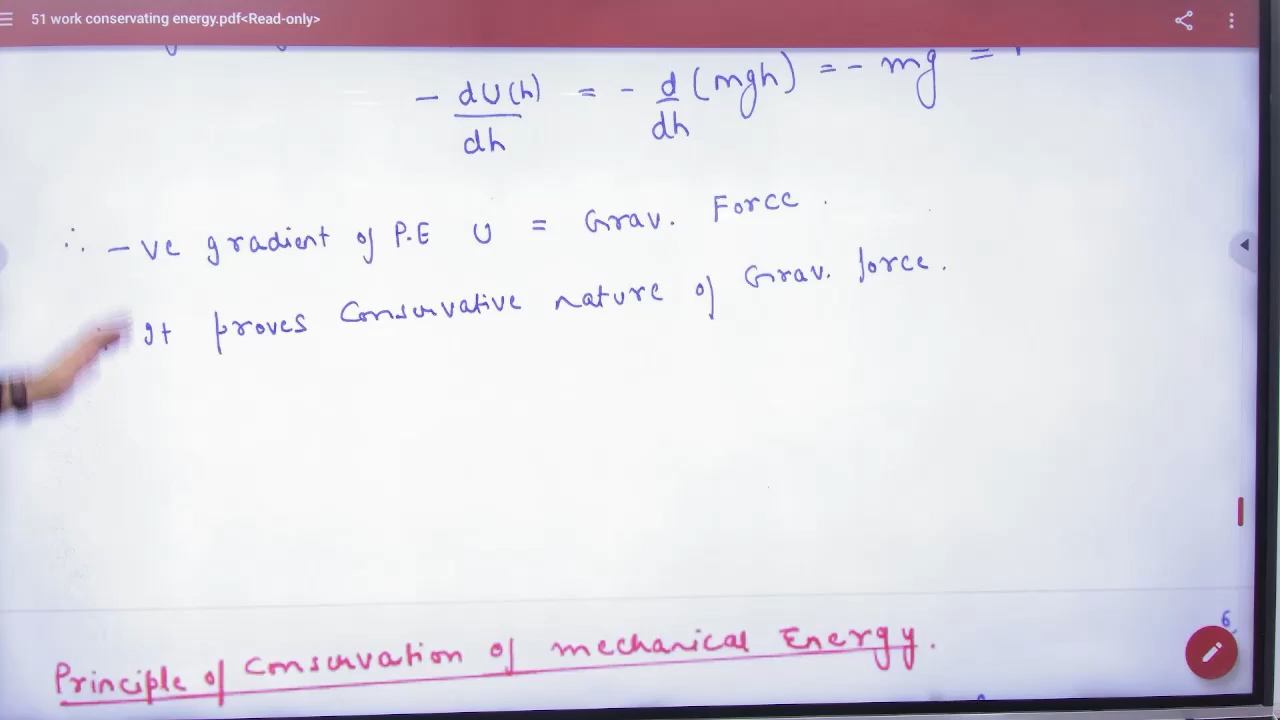 51 work conservating energy.pdf<Read-only>
- dU(h)/dh = - d/dh (mgh) = - mg =
∴ -ve gradient of P.E U = Grav. Force.
It proves Conservative nature of Grav. force.
6
Principle of Conservation of mechanical Energy.